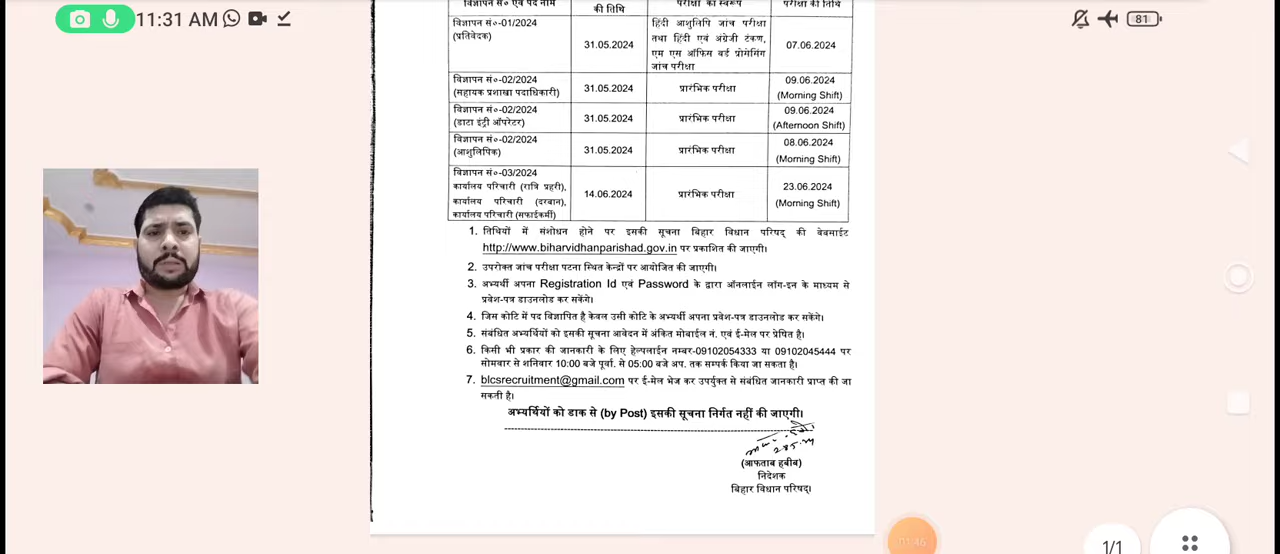 11:31 AM
81
विज्ञापन सं० एवं पद नाम
की तिथि
परीक्षा का स्वरूप
परीक्षा की तिथि
विज्ञापन सं०-01/2024
(प्रतिवेदक)
31.05.2024
हिंदी आशुलिपि जांच परीक्षा
तथा हिंदी एवं अंग्रेजी टंकण,
एम एस ऑफिस वर्ड प्रोसेसिंग
जांच परीक्षा
07.06.2024
विज्ञापन सं०-02/2024
(सहायक प्रशाखा पदाधिकारी)
31.05.2024
प्रारंभिक परीक्षा
09.06.2024
(Morning Shift)
विज्ञापन सं०-02/2024
(डाटा इंट्री ऑपरेटर)
31.05.2024
प्रारंभिक परीक्षा
09.06.2024
(Afternoon Shift)
विज्ञापन सं०-02/2024
(आशुलिपिक)
31.05.2024
प्रारंभिक परीक्षा
08.06.2024
(Morning Shift)
विज्ञापन सं०-03/2024
कार्यालय परिचारी (रात्रि प्रहरी),
कार्यालय परिचारी (दरबान),
कार्यालय परिचारी (सफाईकर्मी)
14.06.2024
प्रारंभिक परीक्षा
23.06.2024
(Morning Shift)
1. तिथियों में संशोधन होने पर इसकी सूचना बिहार विधान परिषद् की वेबसाईट
http://www.biharvidhanparishad.gov.in पर प्रकाशित की जाएगी।
2. उपरोक्त जांच परीक्षा पटना स्थित केन्द्रों पर आयोजित की जाएगी।
3. अभ्यर्थी अपना Registration Id एवं Password के द्वारा ऑनलाईन लॉग-इन के माध्यम से
प्रवेश-पत्र डाउनलोड कर सकेंगे।
4. जिस कोटि में पद विज्ञापित है केवल उसी कोटि के अभ्यर्थी अपना प्रवेश-पत्र डाउनलोड कर सकेंगे।
5. संबंधित अभ्यर्थियों को इसकी सूचना आवेदन में अंकित मोबाईल नं. एवं ई-मेल पर प्रेषित है।
6. किसी भी प्रकार की जानकारी के लिए हेल्पलाईन नम्बर-09102054333 या 09102045444 पर
सोमवार से शनिवार 10:00 बजे पूर्वा. से 05:00 बजे अप. तक सम्पर्क किया जा सकता है।
7. blcsrecruitment@gmail.com पर ई-मेल भेज कर उपर्युक्त से संबंधित जानकारी प्राप्त की जा
सकती है।
अभ्यर्थियों को डाक से (by Post) इसकी सूचना निर्गत नहीं की जाएगी।
(आफताब हबीब)
निदेशक
बिहार विधान परिषद्।
01:46
1/1